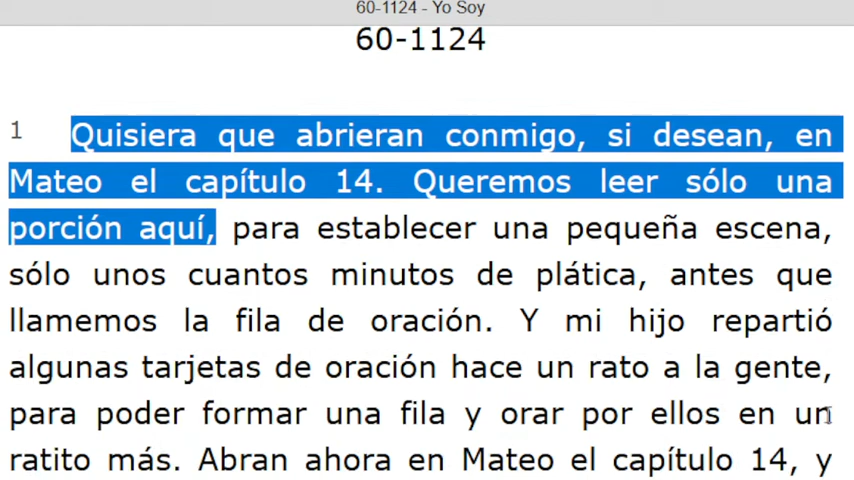 60-1124 - Yo Soy
60-1124
1 Quisiera que abrieran conmigo, si desean, en
Mateo el capítulo 14. Queremos leer sólo una
porción aquí, para establecer una pequeña escena,
sólo unos cuantos minutos de plática, antes que
llamemos la fila de oración. Y mi hijo repartió
algunas tarjetas de oración hace un rato a la gente,
para poder formar una fila y orar por ellos en un
ratito más. Abran ahora en Mateo el capítulo 14, y